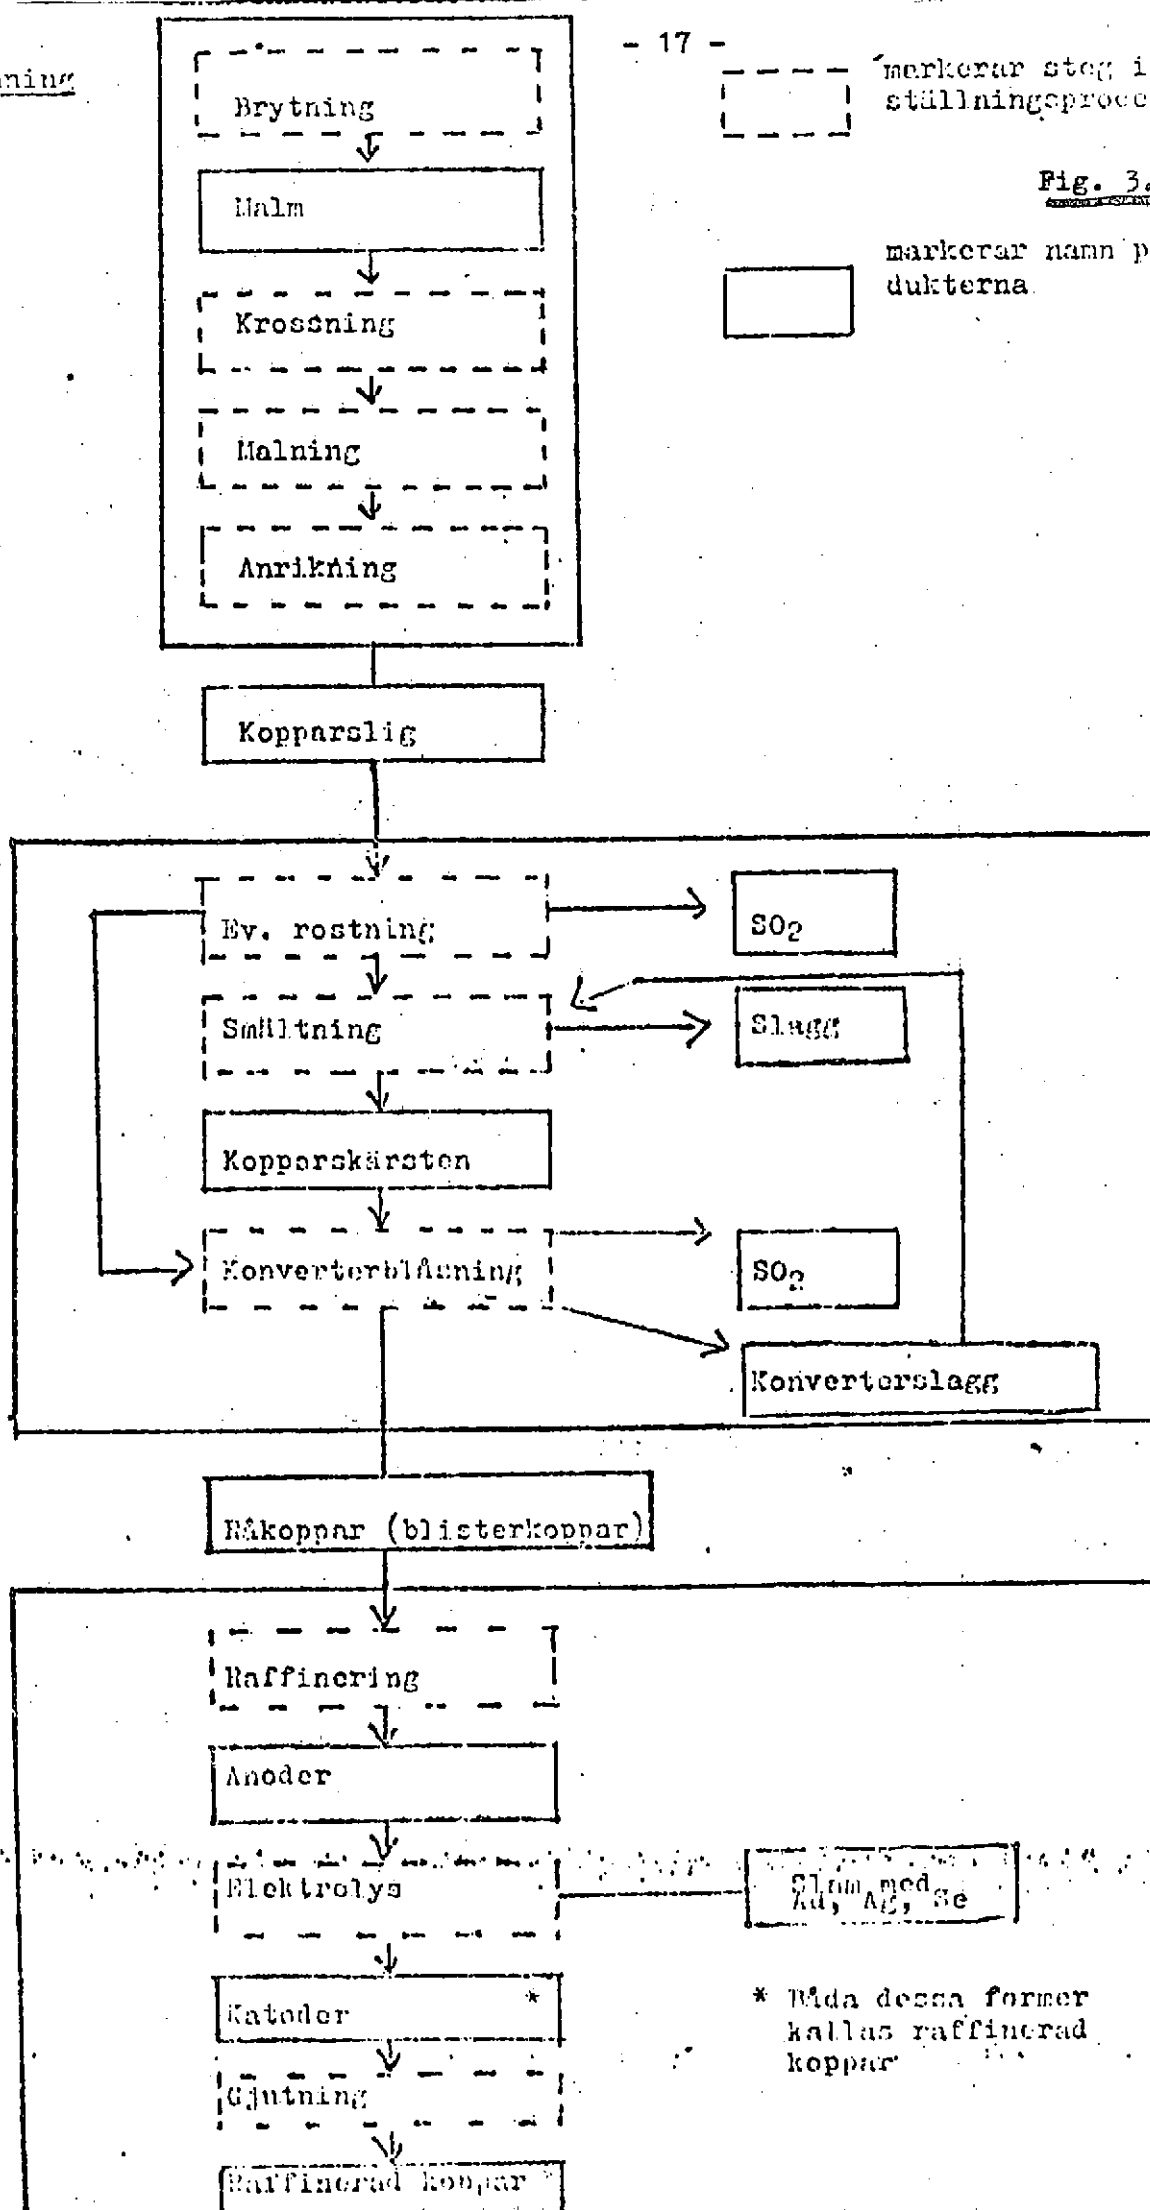 - 17 -
ning
markerar steg i
ställningsproce
Fig. 3.
markerar namn p
dukterna
Brytning
Malm
Krossning
Malning
Anrikning
Kopparslig
Ev. rostning
SO2
Smältning
Slagg
Kopparskärsten
Konverterblåsning
SO2
Konverterslagg
Råkoppar (blisterkoppar)
Raffinering
Anoder
Elektrolys
Slam med
Au, Ag, Se
Katoder *
* Båda dessa former
kallas raffinerad
koppar
Gjutning
Raffinerad koppar *